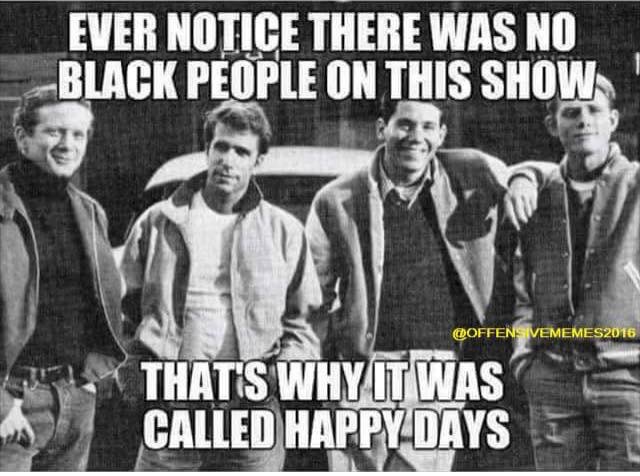 EVER NOTICE THERE WAS NO
BLACK PEOPLE ON THIS SHOW
@OFFENSIVEMEMES2016
THAT'S WHY IT WAS
CALLED HAPPY DAYS